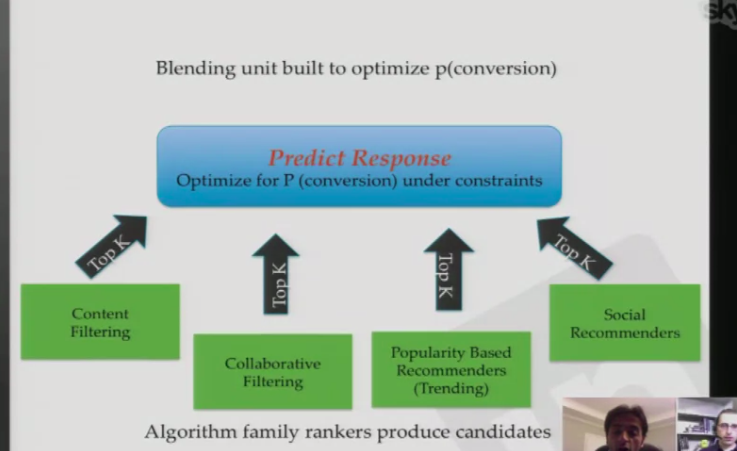 sky
Blending unit built to optimize p(conversion)
Predict Response
Optimize for P (conversion) under constraints
Top K
Top K
Top K
Top K
Content
Filtering
Collaborative
Filtering
Popularity Based
Recommenders
(Trending)
Social
Recommenders
Algorithm family rankers produce candidates
in